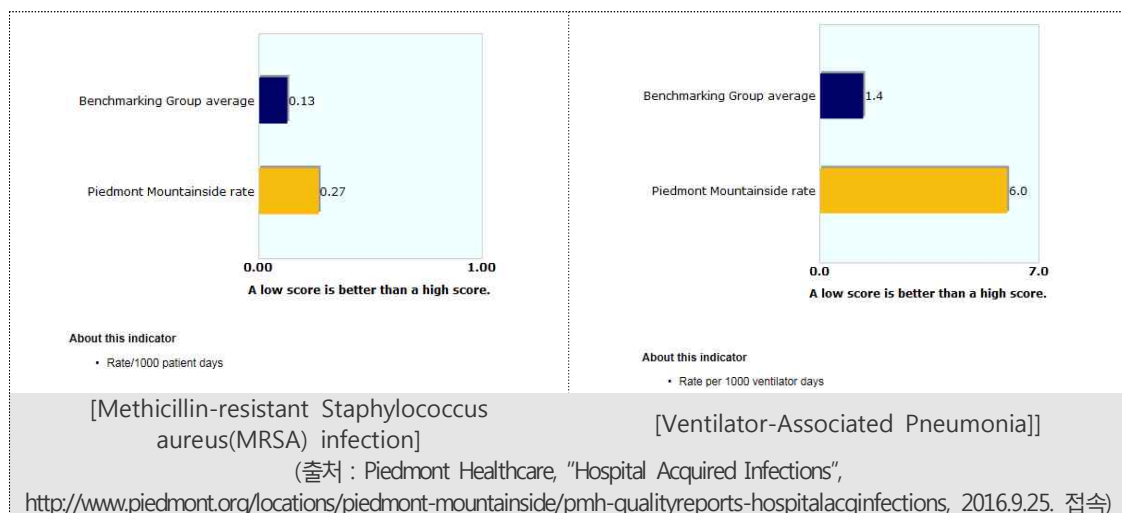 Benchmarking Group average
0.13
Piedmont Mountainside rate
0.27
0.00
1.00
A low score is better than a high score.
About this indicator
• Rate/1000 patient days
Benchmarking Group average
1.4
Piedmont Mountainside rate
6.0
0.0
7.0
A low score is better than a high score.
About this indicator
• Rate per 1000 ventilator days
[Methicillin-resistant Staphylococcus
aureus(MRSA) infection]
[Ventilator-Associated Pneumonia]]
(출처 : Piedmont Healthcare, "Hospital Acquired Infections",
http://www.piedmont.org/locations/piedmont-mountainside/pmh-qualityreports-hospitalacqinfections, 2016.9.25. 접속)